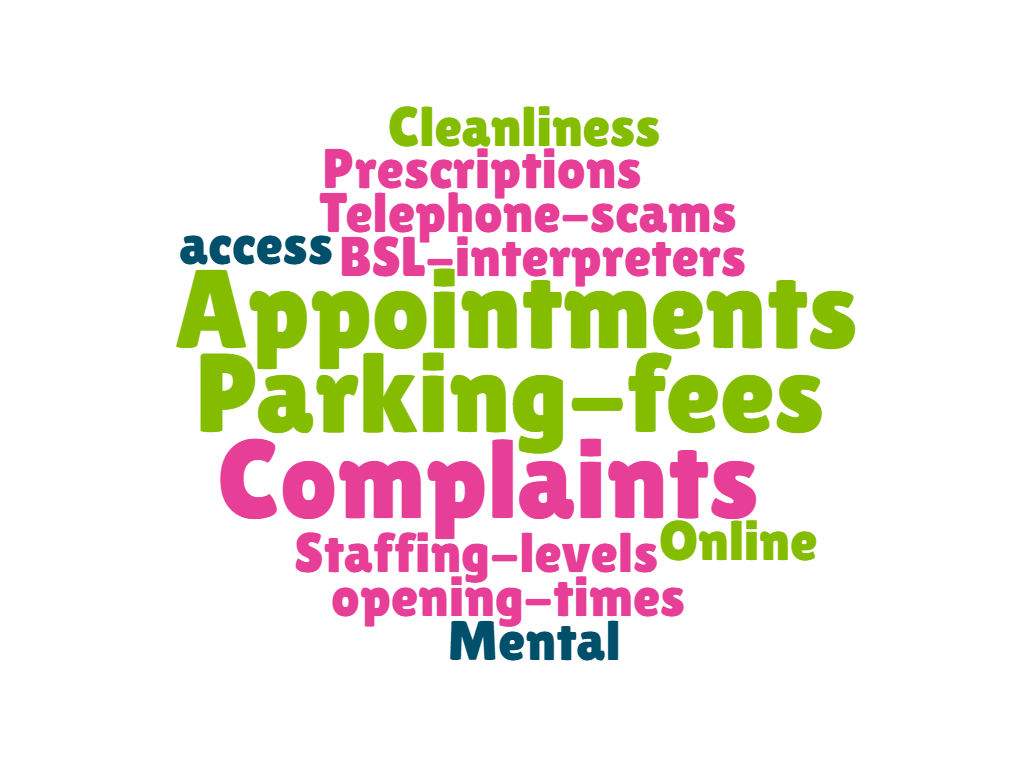 Cleanliness
Prescriptions
Telephone-scams
access BSL-interpreters
Appointments
Parking-fees
Complaints
Staffing-levels Online
opening-times
Mental